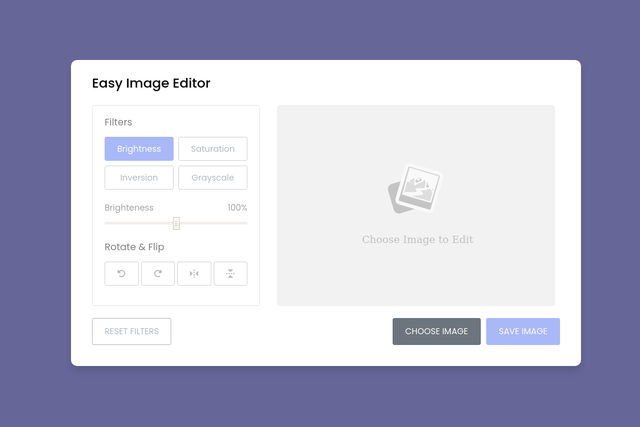 Easy Image Editor
Filters
Brightness
Saturation
Inversion
Grayscale
Brighteness 100%
Rotate & Flip
Choose Image to Edit
RESET FILTERS
CHOOSE IMAGE
SAVE IMAGE